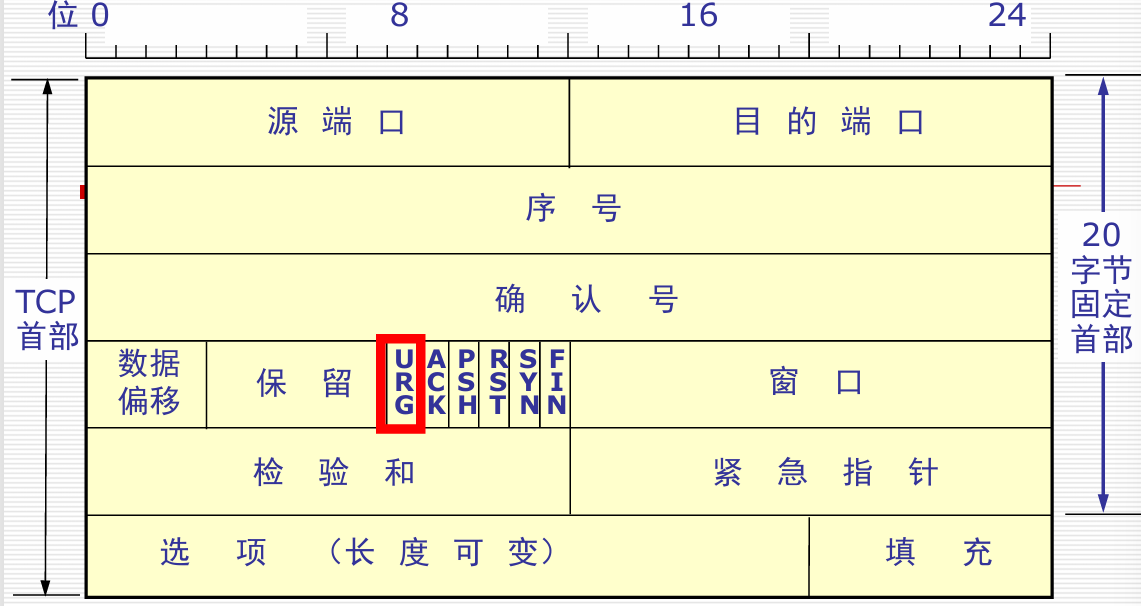 位 0 8 16 24
源 端 口 目 的 端 口
序 号
确 认 号
TCP
首部
20
字节
固定
首部
数据
偏移
保 留
URG
ACK
PSH
RST
SYN
FIN
窗 口
检 验 和 紧 急 指 针
选 项 （长 度 可 变） 填 充